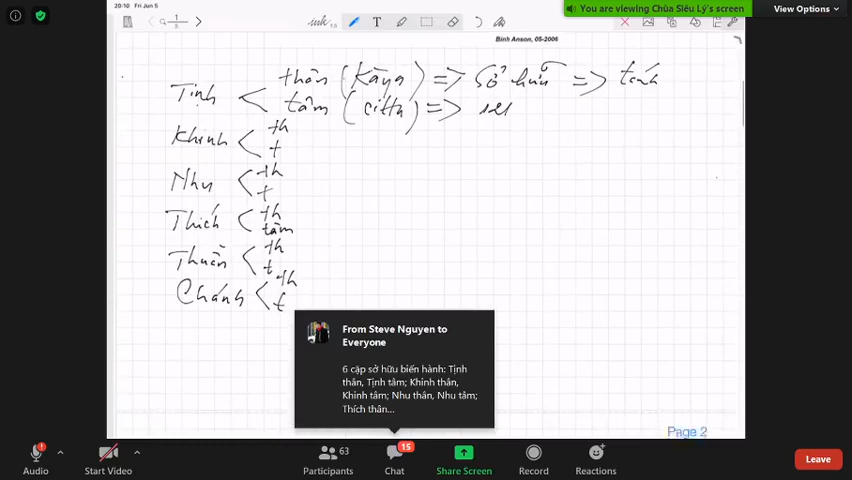 20:10 Fri Jun 5
You are viewing Chùa Siêu Lý's screen
View Options
1
Binh Anson, 05-2006
Tịnh < thân (Kāya) => Sở hữu =>
tâm (citta) =>
Khinh < th
t
Nhu < th
t
Thích < th
tâm
Thuần < th
t
Chánh < th
t
From Steve Nguyen to
Everyone
6 cặp sở hữu biến hành: Tịnh
thân, Tịnh tâm; Khinh thân,
Khinh tâm; Nhu thân, Nhu tâm;
Thích thân...
Page 2
Audio
Start Video
63
Participants
15
Chat
Share Screen
Record
Reactions
Leave